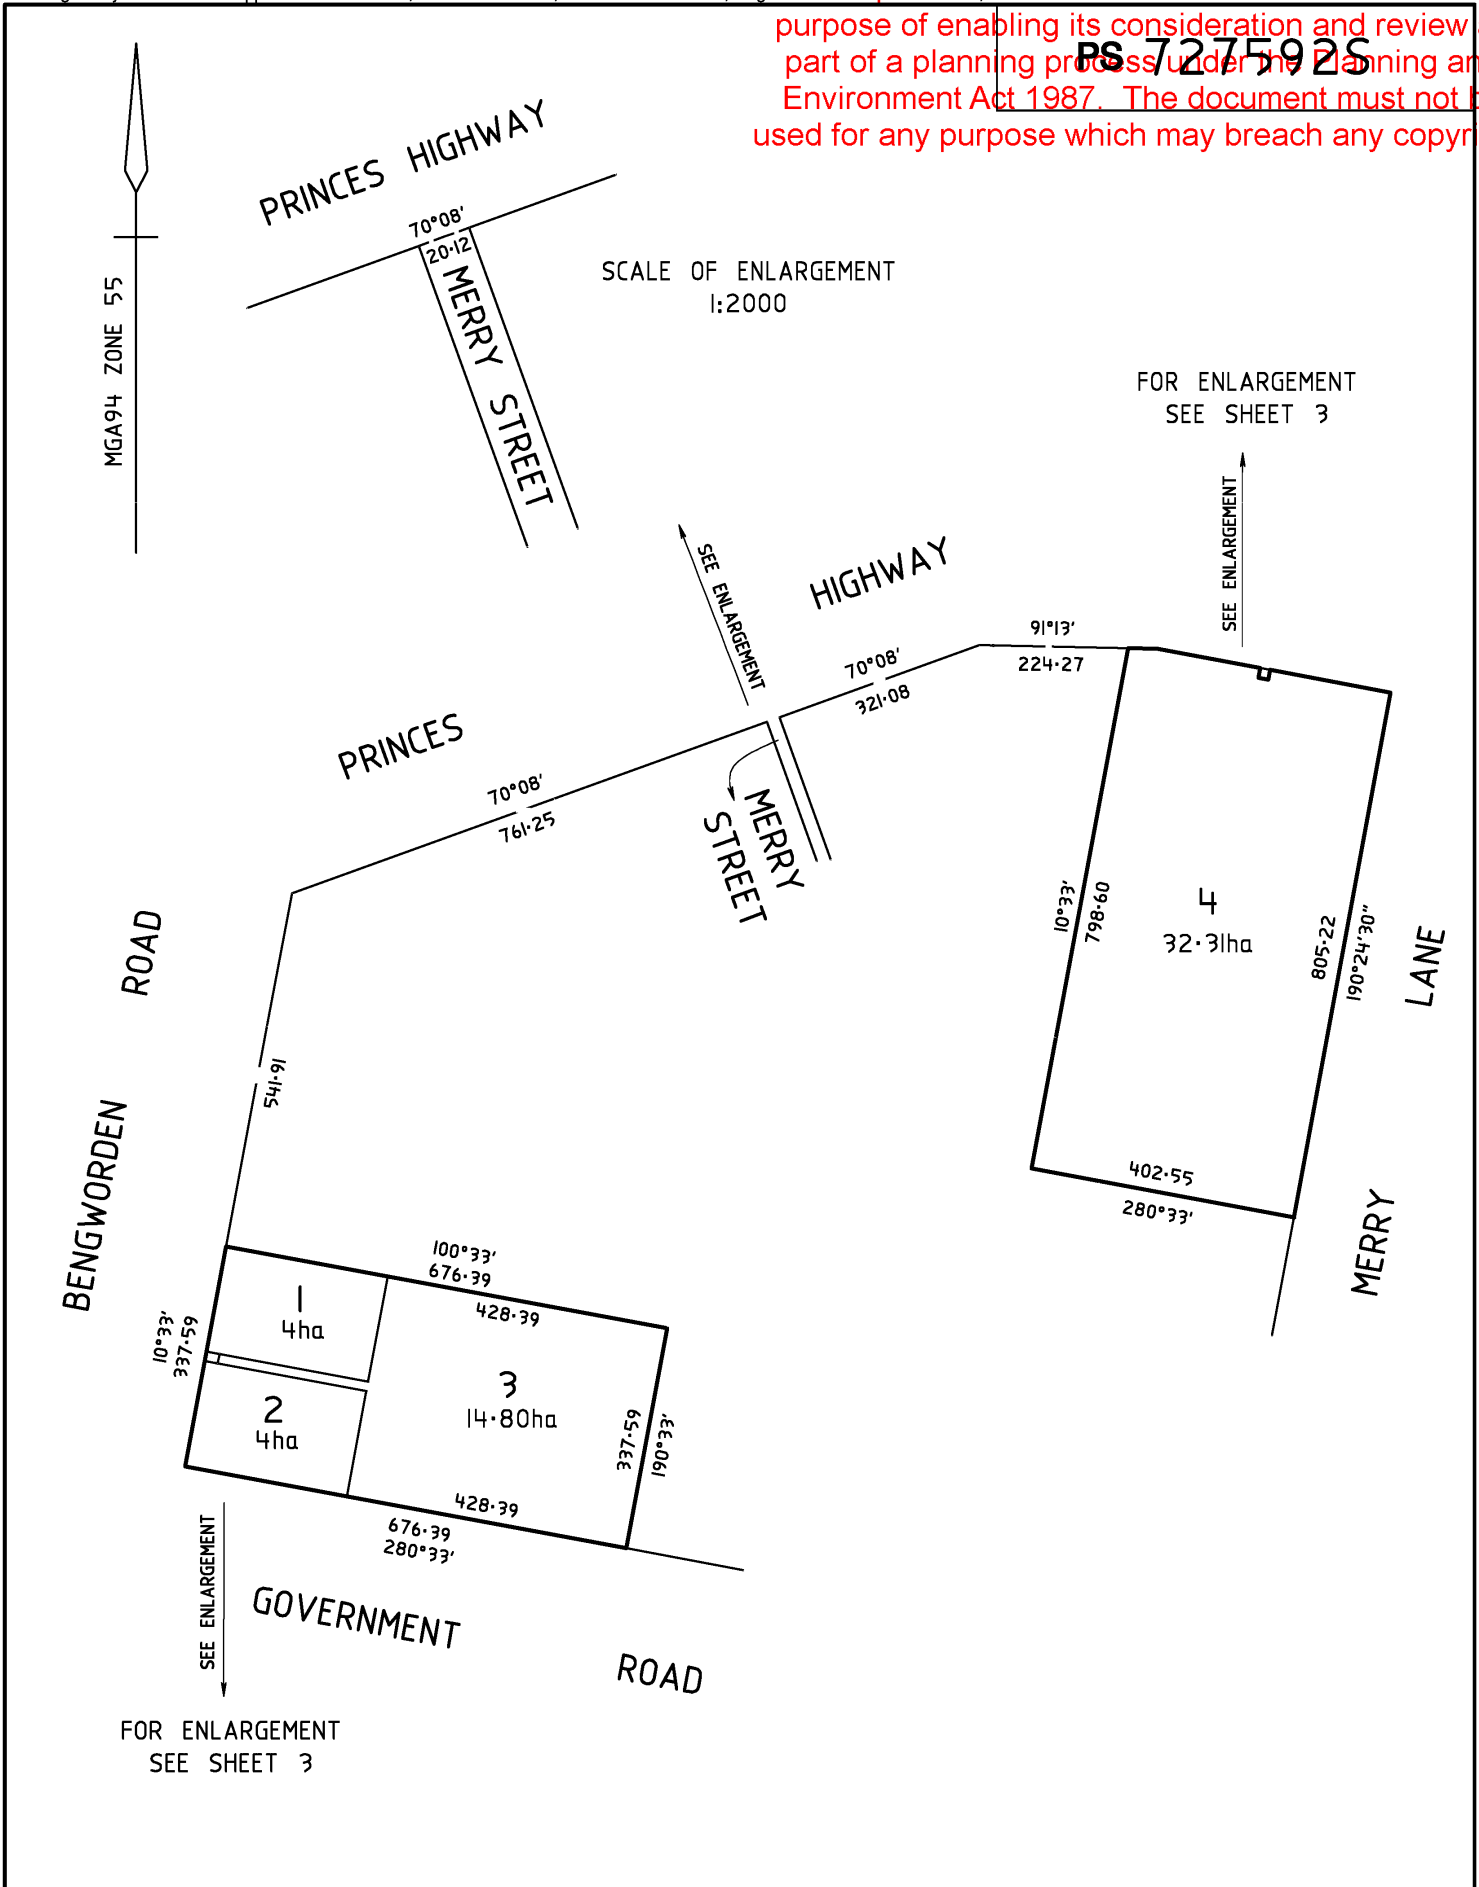 purpose of enabling its consideration and review
part of a planning process under the Planning an
Environment Act 1987. The document must not
used for any purpose which may breach any copyri
PS 727592S
MGA94 ZONE 55
PRINCES HIGHWAY
70°08'
20·12
MERRY STREET
SCALE OF ENLARGEMENT
1:2000
FOR ENLARGEMENT
SEE SHEET 3
SEE ENLARGEMENT
SEE ENLARGEMENT
HIGHWAY
91°13'
224·27
70°08'
321·08
PRINCES
70°08'
761·25
MERRY
STREET
10°33'
798·60
4
32·31ha
805·22
190°24'30"
LANE
ROAD
541·91
BENGWORDEN
402·55
280°33'
MERRY
100°33'
676·39
428·39
1
4ha
10°33'
337·59
3
14·80ha
2
4ha
337·59
190°33'
428·39
676·39
280°33'
SEE ENLARGEMENT
GOVERNMENT
ROAD
FOR ENLARGEMENT
SEE SHEET 3